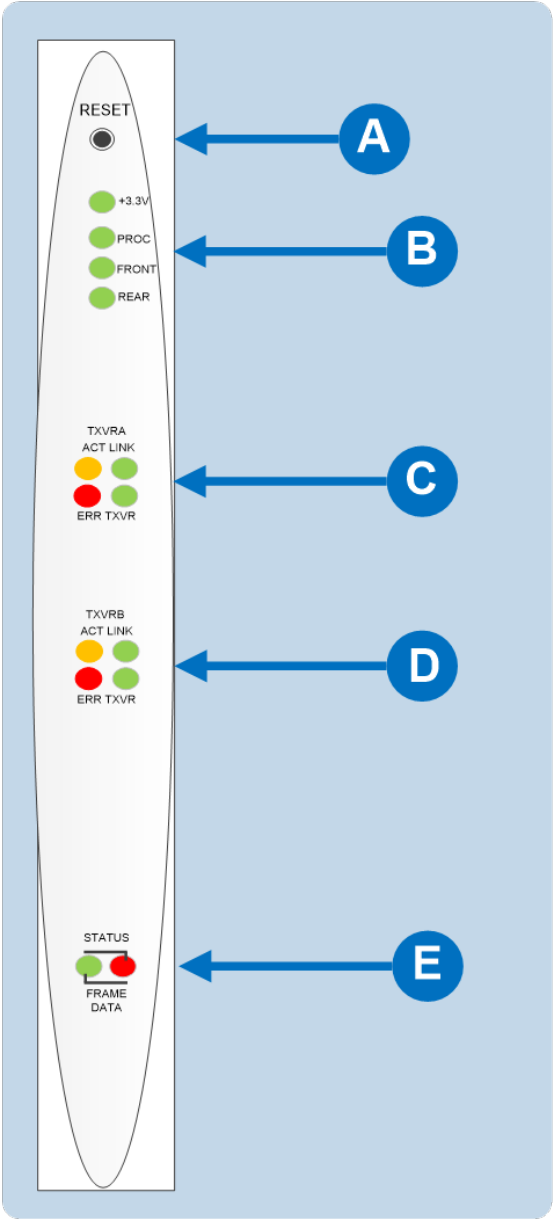 RESET
A
+3.3V
B
PROC
FRONT
REAR
TXVRA
ACT LINK
C
ERR TXVR
TXVRB
ACT LINK
D
ERR TXVR
STATUS
E
FRAME
DATA